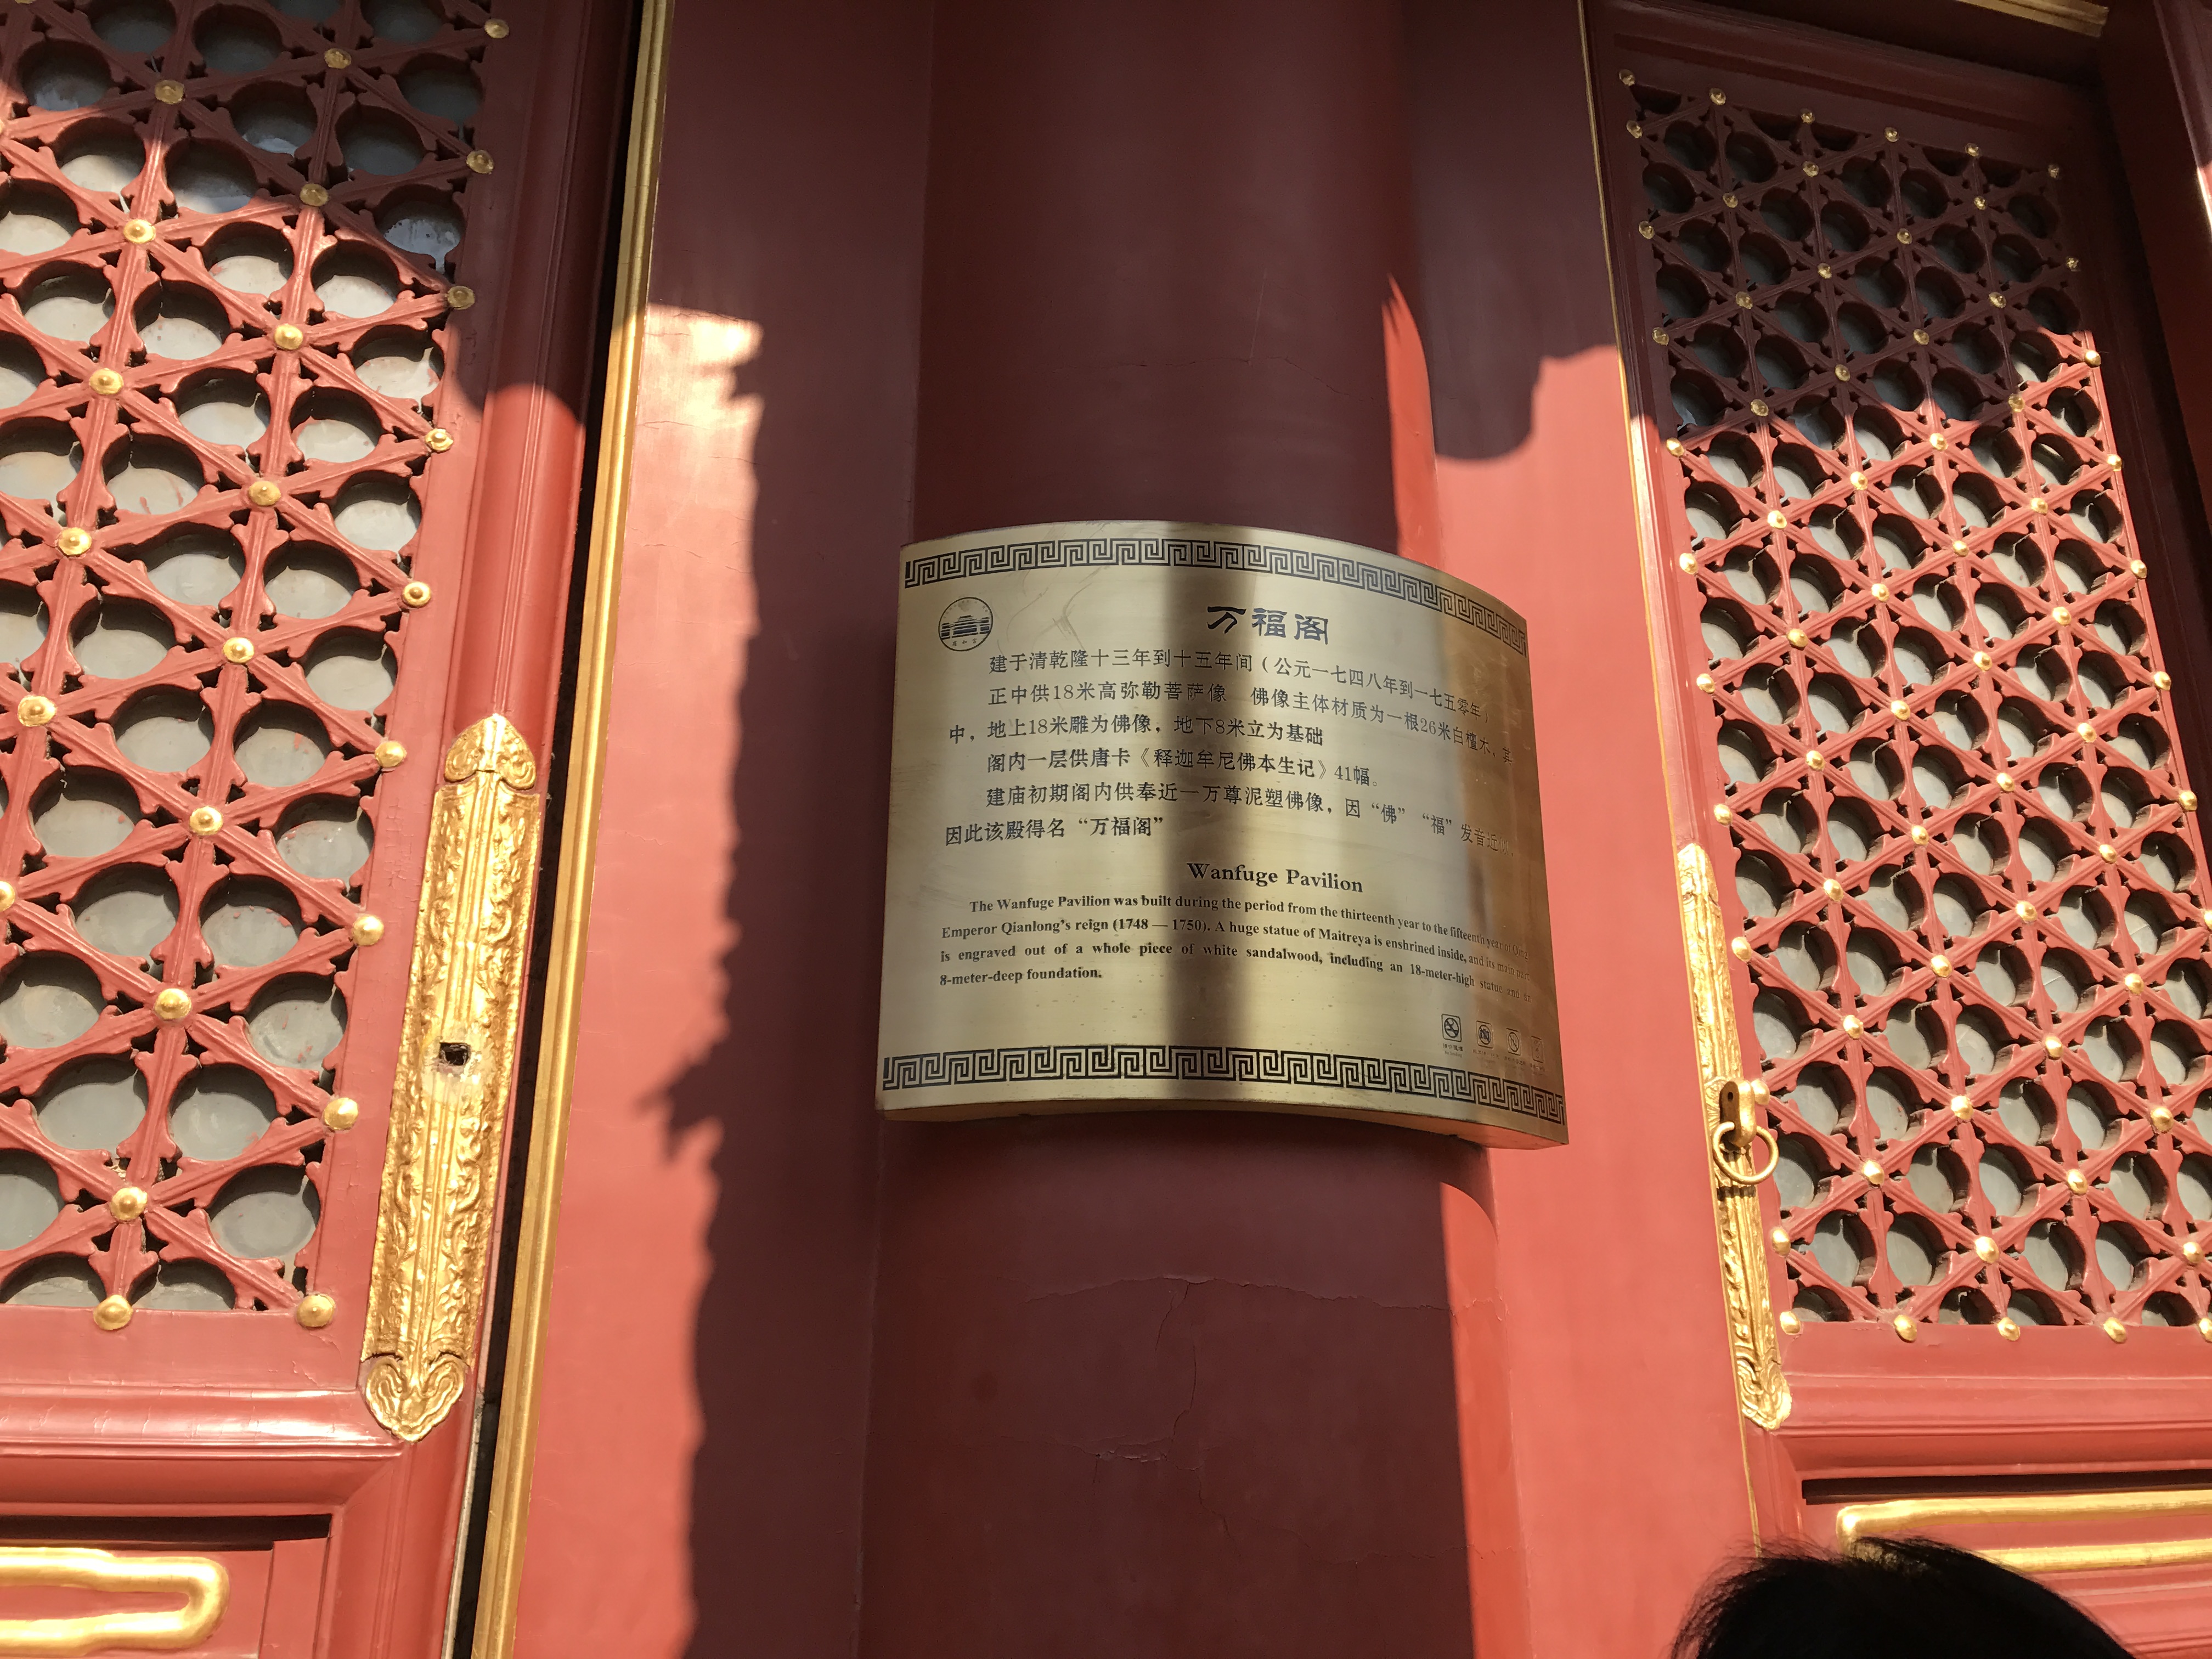 万福阁
建于清乾隆十三年到十五年间（公元一七四八年到一七五零年）
正中供18米高弥勒菩萨像 佛像主体材质为一根26米白檀木，其
中，地上18米雕为佛像，地下8米立为基础
阁内一层供唐卡《释迦牟尼佛本生记》41幅。
建庙初期阁内供奉近一万尊泥塑佛像，因“佛”“福”发音近
因此该殿得名“万福阁”
Wanfuge Pavilion
The Wanfuge Pavilion was built during the period from the thirteenth year to the fifteenth year of
Emperor Qianlong's reign (1748 — 1750). A huge statue of Maitreya is enshrined inside, and its main part
is engraved out of a whole piece of white sandalwood, including an 18-meter-high statue and
8-meter-deep foundation.